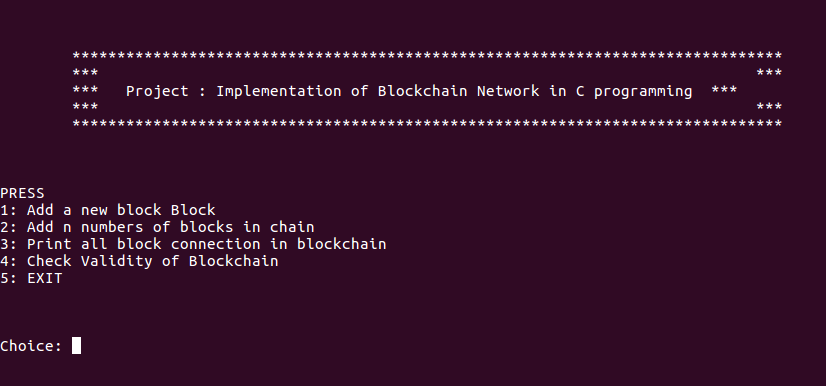 *******************************************************************************
***                                                                         ***
***   Project : Implementation of Blockchain Network in C programming  ***
***                                                                         ***
*******************************************************************************
PRESS
1: Add a new block Block
2: Add n numbers of blocks in chain
3: Print all block connection in blockchain
4: Check Validity of Blockchain
5: EXIT
Choice: